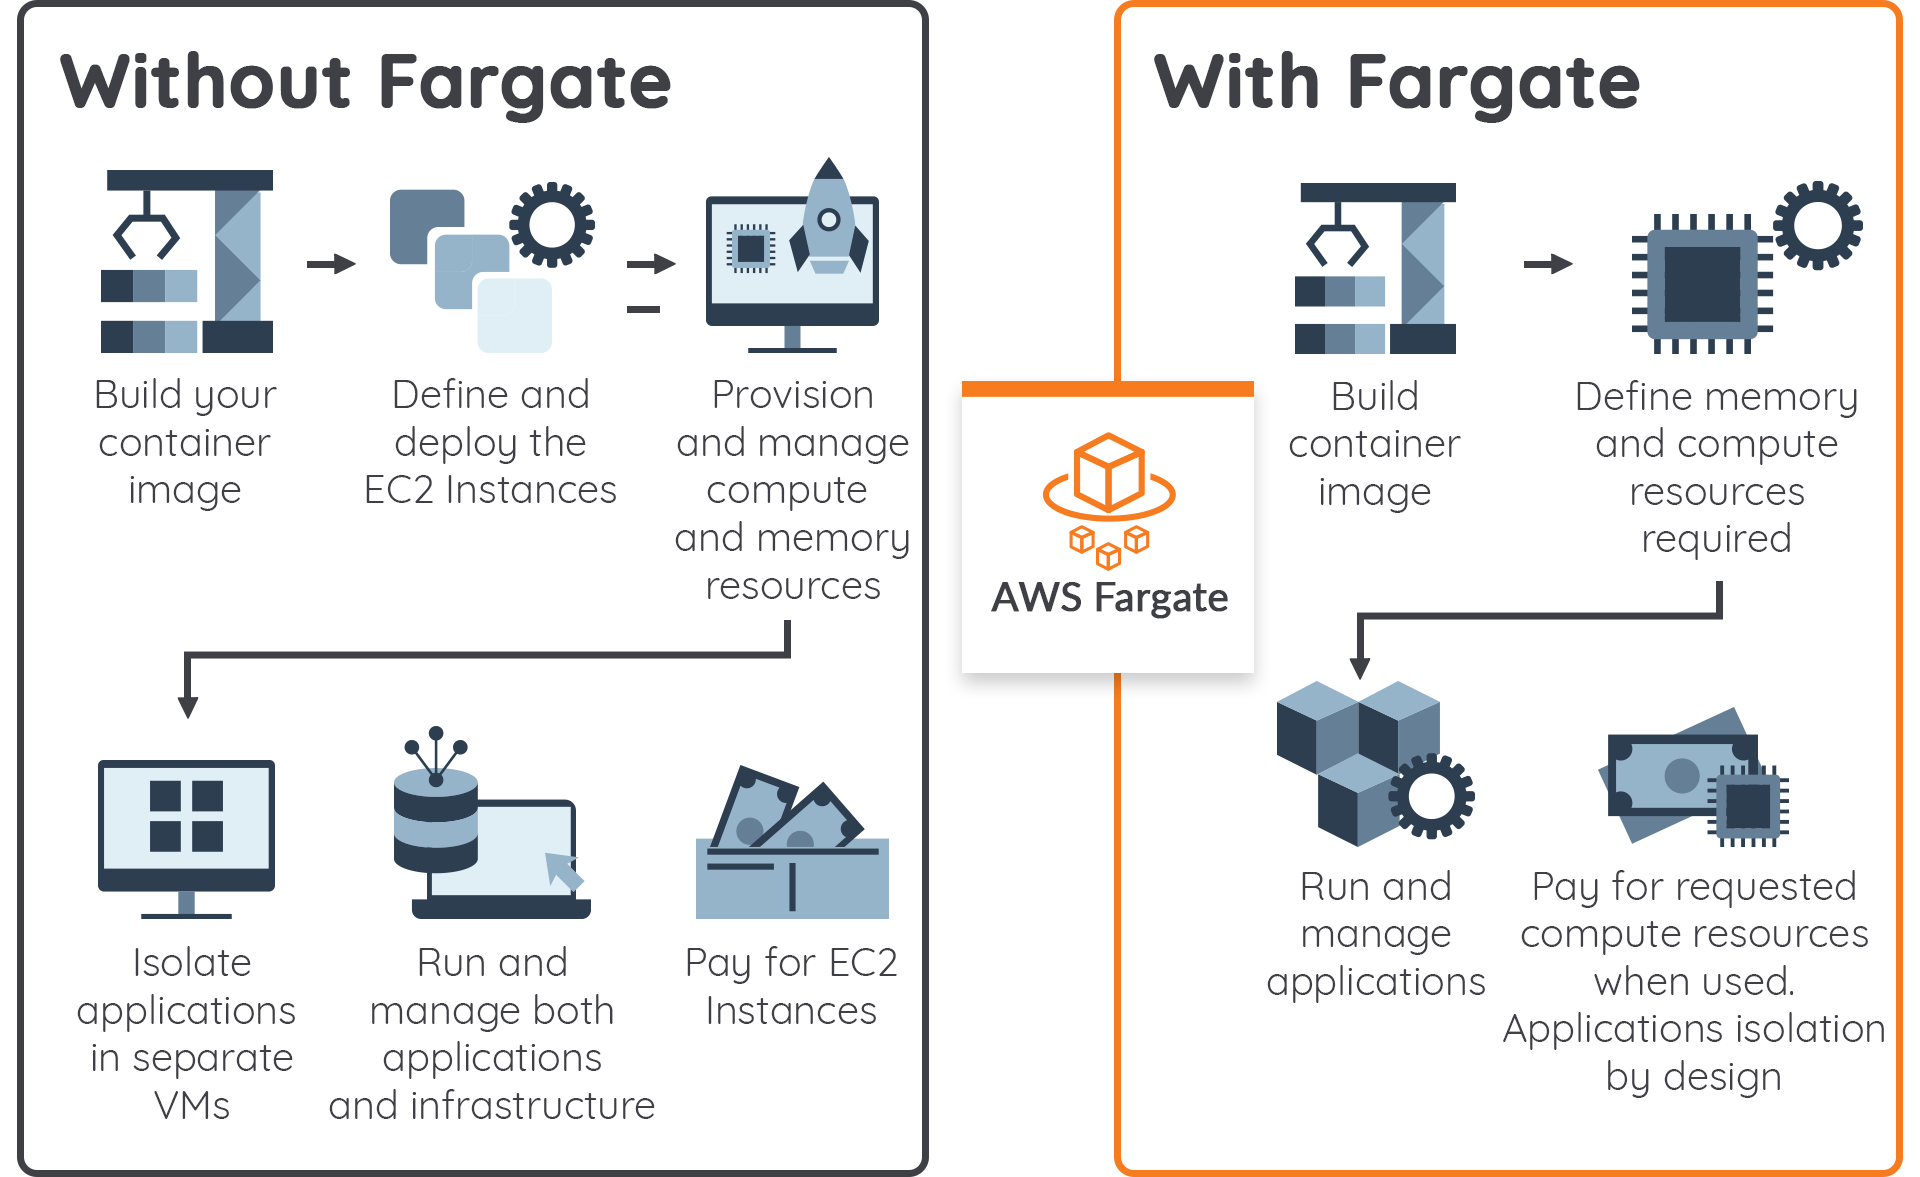 Without Fargate
Build your
container
image
Define and
deploy the
EC2 Instances
Provision
and manage
compute
and memory
resources
Isolate
applications
in separate
VMs
Run and
manage both
applications
and infrastructure
Pay for EC2
Instances
AWS Fargate
With Fargate
Build
container
image
Define memory
and compute
resources
required
Run and
manage
applications
Pay for requested
compute resources
when used.
Applications isolation
by design